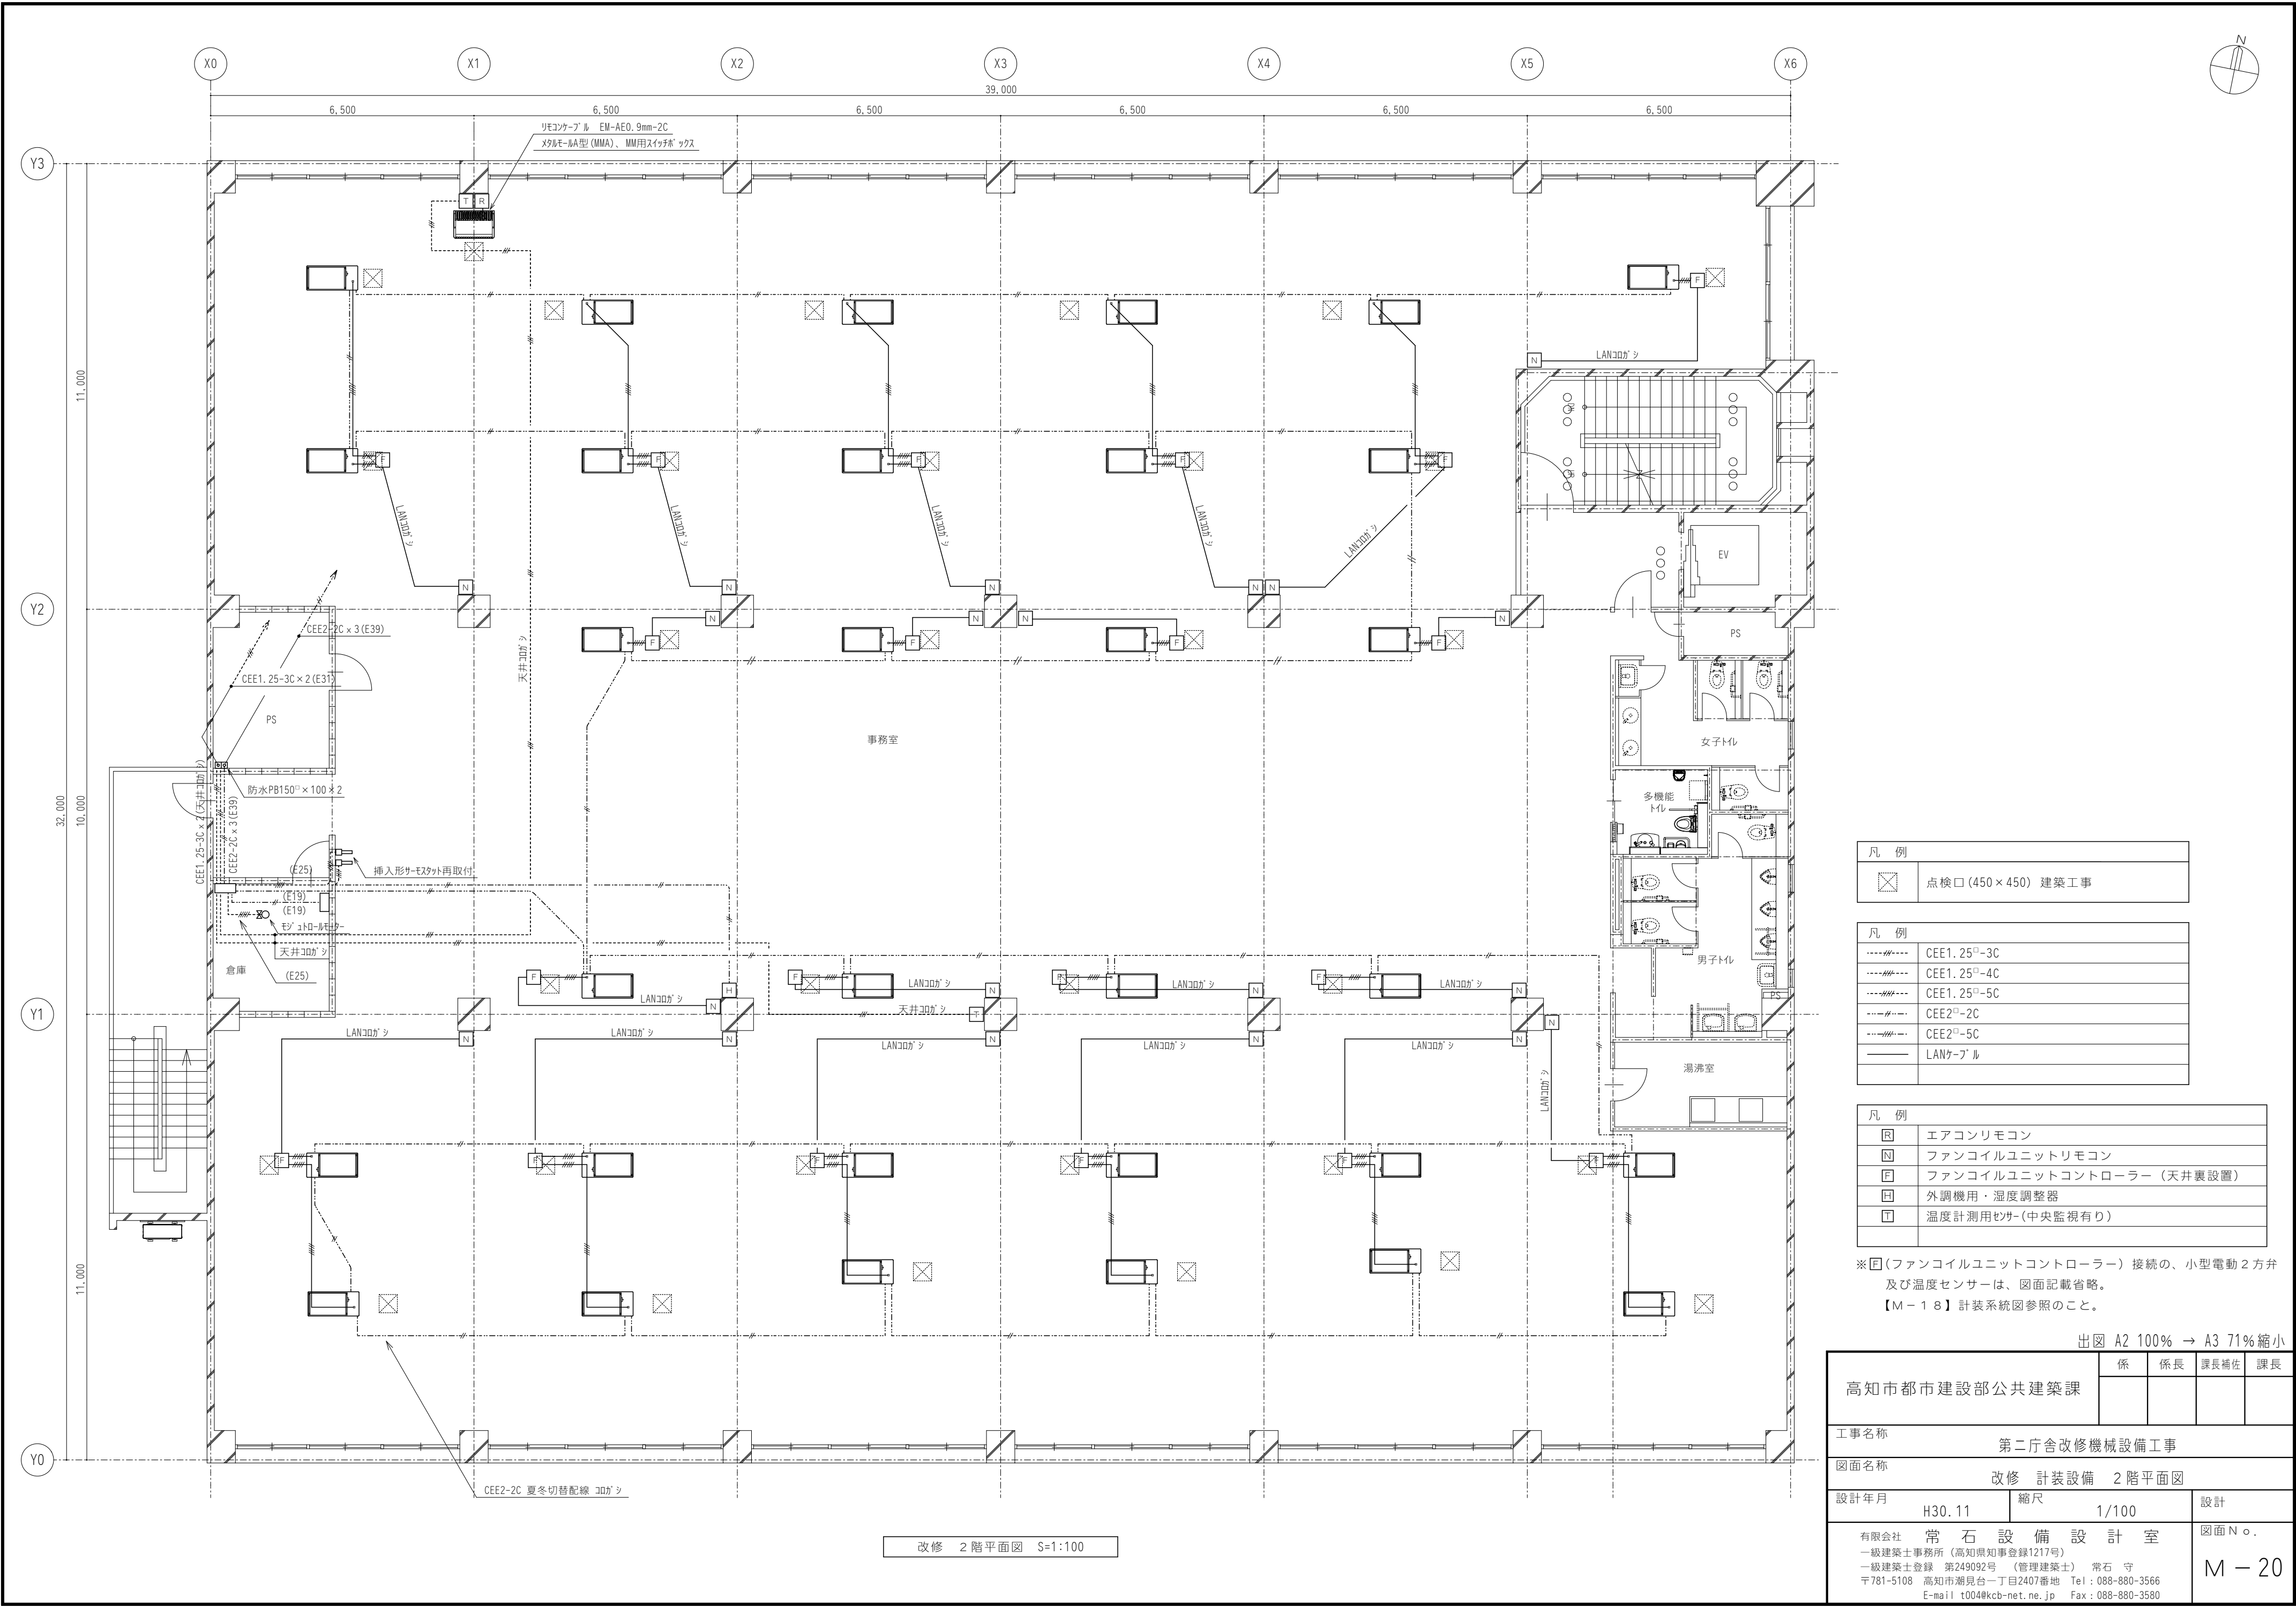 N
X0
X1
X2
X3
X4
X5
X6
39,000
6,500
6,500
6,500
6,500
6,500
6,500
リモコンケーブル EM-AE0.9mm-2C
メタルモールA型(MMA)、MM用スイッチボックス
Y3
T R
F
LANコロガシ
N
11,000
F
F
F
F
F
LANコロガシ
LANコロガシ
LANコロガシ
LANコロガシ
LANコロガシ
EV
N
N
N
N
N
Y2
N
N
N
N
F
F
F
F
CEE2-2C×3(E39)
天井コロガシ
PS
CEE1.25-3C×2(E31)
PS
事務室
女子トイレ
防水PB150□×100×2
多機能
トイレ
CEE1.25-3C×2(天井コロガシ)
CEE2-2C×3(E39)
32,000
10,000
(E25)
挿入形サーモスタット再取付
(E19)
(E19)
モジュトロールモーター
天井コロガシ
倉庫
(E25)
男子トイレ
F
F
F
F
LANコロガシ
LANコロガシ
LANコロガシ
LANコロガシ
H
N
N
N
N
PS
天井コロガシ
T
Y1
LANコロガシ
LANコロガシ
LANコロガシ
LANコロガシ
LANコロガシ
N
N
N
N
N
N
LANコロガシ
湯沸室
F
F
F
F
F
F
11,000
Y0
CEE2-2C 夏冬切替配線 コロガシ
改修 2階平面図 S=1:100
凡 例
点検口(450×450) 建築工事
凡 例
CEE1.25□-3C
CEE1.25□-4C
CEE1.25□-5C
CEE2□-2C
CEE2□-5C
LANケーブル
凡 例
R エアコンリモコン
N ファンコイルユニットリモコン
F ファンコイルユニットコントローラー(天井裏設置)
H 外調機用・湿度調整器
T 温度計測用センサー(中央監視有り)
※F(ファンコイルユニットコントローラー)接続の、小型電動2方弁
及び温度センサーは、図面記載省略。
【M-18】計装系統図参照のこと。
出図 A2 100% → A3 71%縮小
高知市都市建設部公共建築課
係 係長 課長補佐 課長
工事名称
第二庁舎改修機械設備工事
図面名称
改修 計装設備 2階平面図
設計年月 H30.11 縮尺 1/100 設計
有限会社 常石設備設計室
一級建築士事務所(高知県知事登録1217号)
一級建築士登録 第249092号 (管理建築士) 常石 守
〒781-5108 高知市潮見台一丁目2407番地 Tel:088-880-3566
E-mail t004@kcb-net.ne.jp Fax:088-880-3580
図面No.
M-20